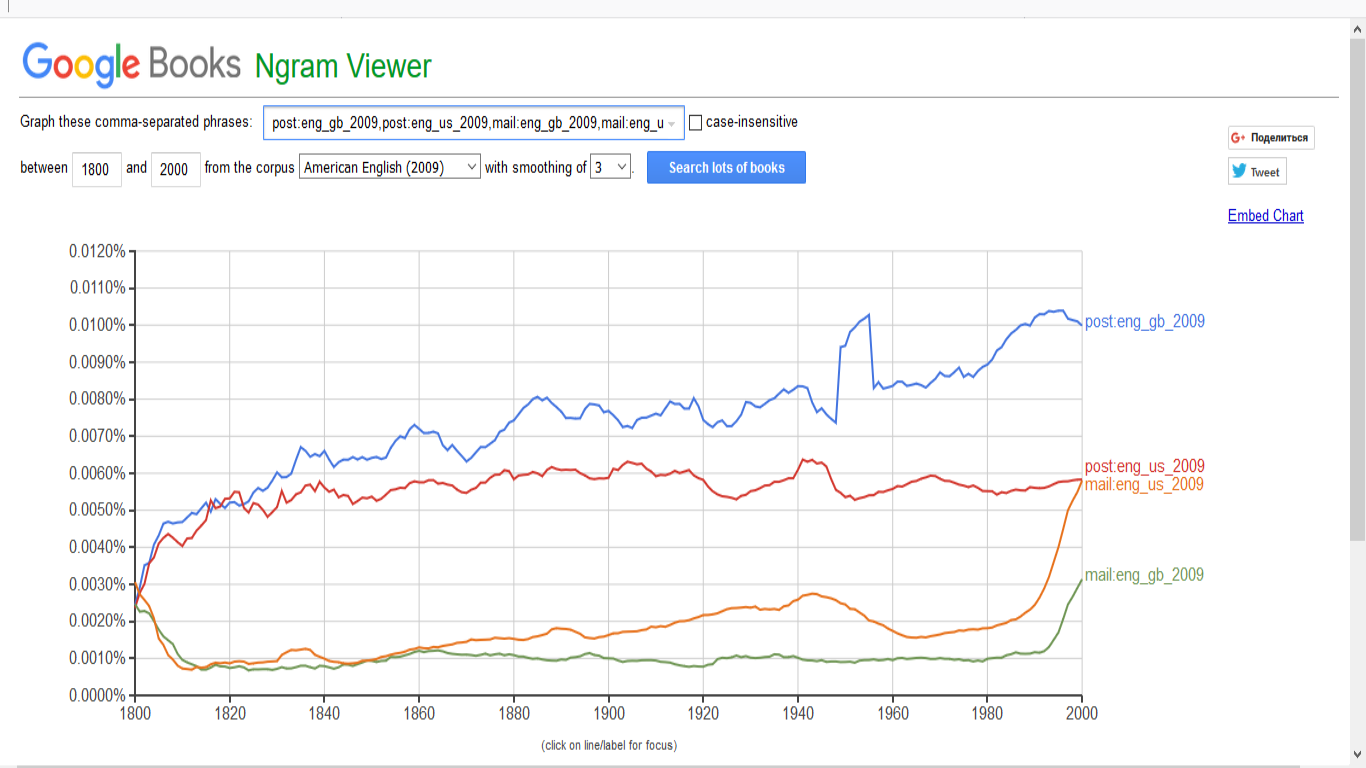 Google Books Ngram Viewer
Graph these comma-separated phrases: post:eng_gb_2009,post:eng_us_2009,mail:eng_gb_2009,mail:eng_u case-insensitive
between 1800 and 2000 from the corpus American English (2009) with smoothing of 3 . Search lots of books
G+ Поделиться
Tweet
Embed Chart
0.0120%
0.0110%
0.0100%
0.0090%
0.0080%
0.0070%
0.0060%
0.0050%
0.0040%
0.0030%
0.0020%
0.0010%
0.0000%
post:eng_gb_2009
post:eng_us_2009
mail:eng_us_2009
mail:eng_gb_2009
1800 1820 1840 1860 1880 1900 1920 1940 1960 1980 2000
(click on line/label for focus)